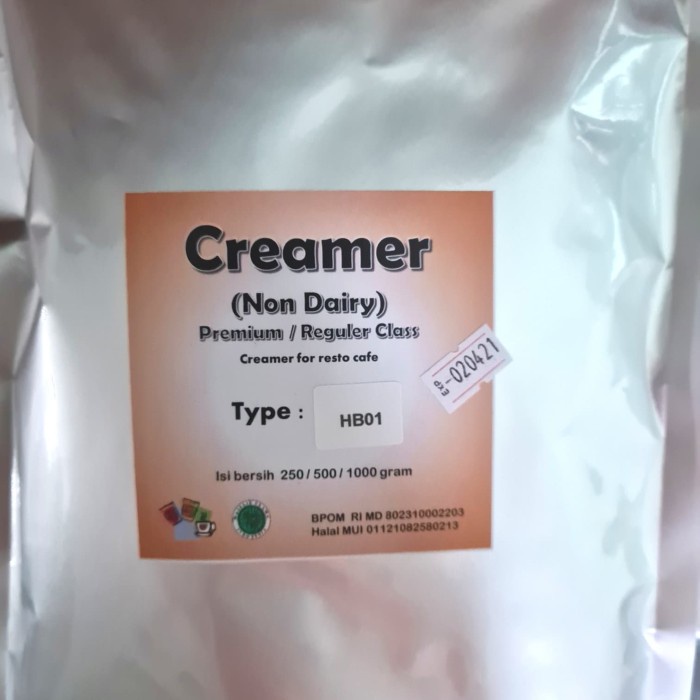 Creamer
(Non Dairy)
Premium / Reguler Class
Creamer for resto cafe
EXP -020421
Type : HB01
Isi bersih 250 / 500 / 1000 gram
BPOM RI MD 802310002203
Halal MUI 01121082580213